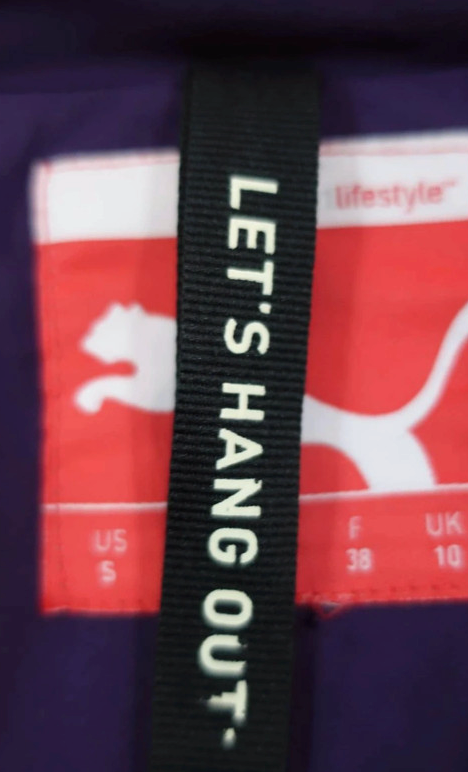 lifestyle
LET'S HANG OUT.
US F UK
S 38 10